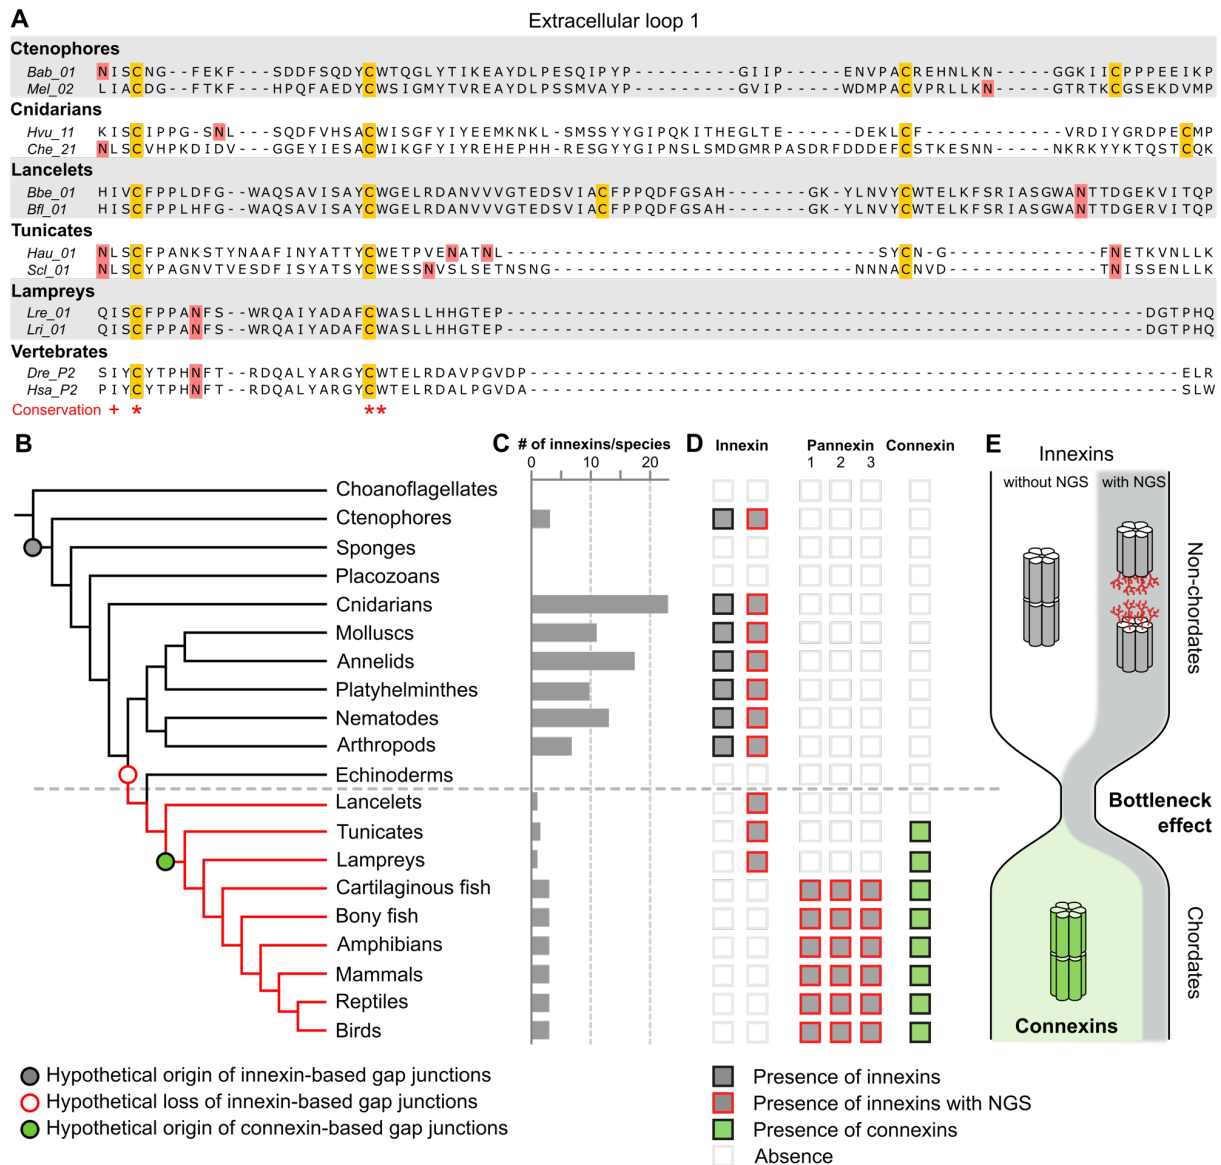 A
Extracellular loop 1
Ctenophores
Bab_01 NISCNG--FEKF---SDDFSQDYCWTQGLYTIKEAYDLPESQIPYP---------GIIP-----ENVPACREHNLKN-----GGKIICPPPEEIKP
Mel_02 LIACDG--FTKF---HPQFAEDYCWSIGMYTVREAYDLPSSMVAYP---------GVIP-----WDMPACVPRLLKN-----GTRTKCGSEKDVMP
Cnidarians
Hvu_11 KISCIPPG-SNL---SQDFVHSACWISGFYIYEEMKNKL-SMSSYYGIPQKITHEGLTE------DEKLCF------------VRDIYGRDPECMP
Che_21 NLSCVHPKDIDV---GGEYIESACWIKGFYIYREHEPHH-RESGYYGIPNSLSMDGMRPASDRFDDDEFCSTKESNN-----NKRKYYKTQSTCQK
Lancelets
Bbe_01 HIVCFPPLDFG--WAQSAVISAYCWGELRDANVVVGTEDSVIACFPPQDFGSAH-------GK-YLNVYCWTELKFSRIASGWANTTDGEKVITQP
Bfl_01 HISCFPPLHFG--WAQSAVISAYCWGELRDANVVVGTEDSVIACFPPQDFGSAH-------GK-YLNVYCWTELKFSRIASGWANTTDGERVITQP
Tunicates
Hau_01 NLSCFPANKSTYNAAFINYATTYCWETPVENATNL--------------------------------SYCN-G-------------FNETKVNLLK
Scl_01 NLSCYPAGNVTVESDFISYATSYCWESSNVSLSETNSNG--------------------------NNNACNVD-------------TNISSENLLK
Lampreys
Lre_01 QISCFPPANFS--WRQAIYADAFCWASLLHHGTEP-------------------------------------------------------DGTPHQ
Lri_01 QISCFPPANFS--WRQAIYADAFCWASLLHHGTEP-------------------------------------------------------DGTPHQ
Vertebrates
Dre_P2 SIYCYTPHNFT--RDQALYARGYCWTELRDAVPGVDP--------------------------------------------------------ELR
Hsa_P2 PIYCYTPHNFT--RDQALYARGYCWTELRDALPGVDA--------------------------------------------------------SLW
Conservation + * **
B
C # of innexins/species
0 10 20
D Innexin Pannexin Connexin
1 2 3
E Innexins
without NGS with NGS
Choanoflagellates
Ctenophores
Sponges
Placozoans
Cnidarians
Molluscs
Annelids
Platyhelminthes
Nematodes
Arthropods
Echinoderms
Lancelets
Tunicates
Lampreys
Cartilaginous fish
Bony fish
Amphibians
Mammals
Reptiles
Birds
Non-chordates
Bottleneck
effect
Chordates
Connexins
Hypothetical origin of innexin-based gap junctions
Hypothetical loss of innexin-based gap junctions
Hypothetical origin of connexin-based gap junctions
Presence of innexins
Presence of innexins with NGS
Presence of connexins
Absence